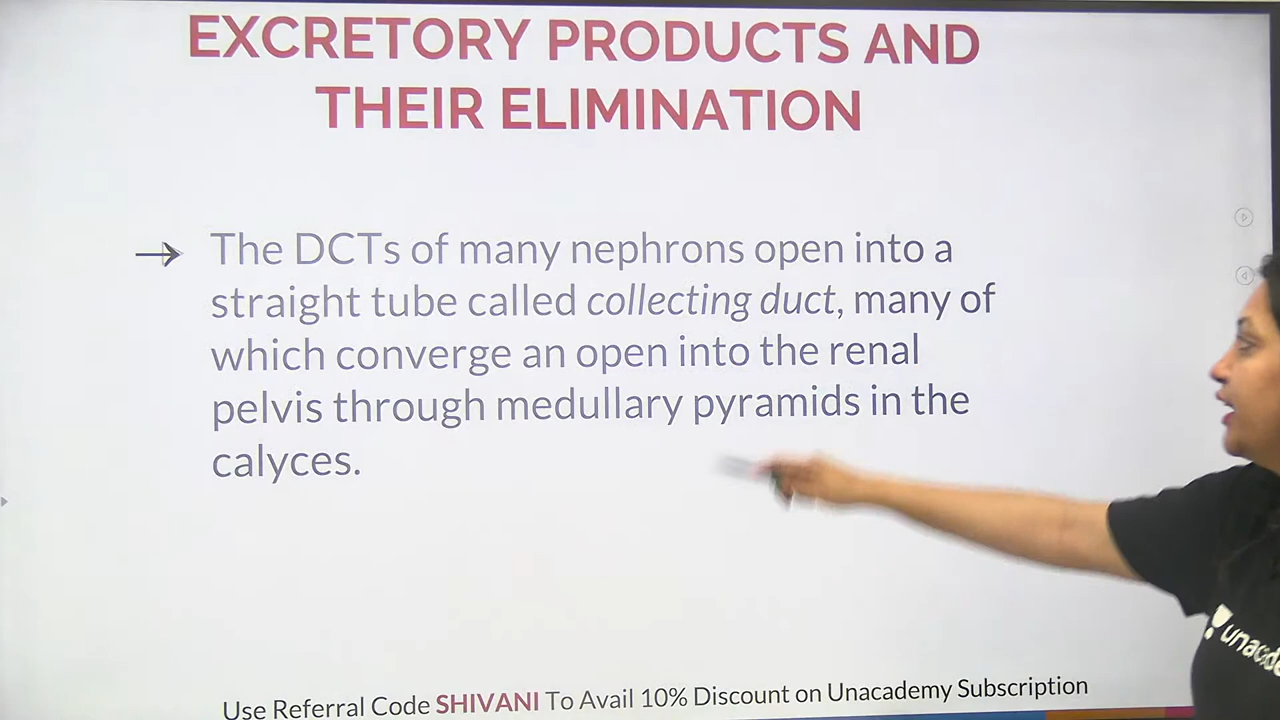 EXCRETORY PRODUCTS AND
THEIR ELIMINATION
→ The DCTs of many nephrons open into a
straight tube called collecting duct, many of
which converge an open into the renal
pelvis through medullary pyramids in the
calyces.
Use Referral Code SHIVANI To Avail 10% Discount on Unacademy Subscription